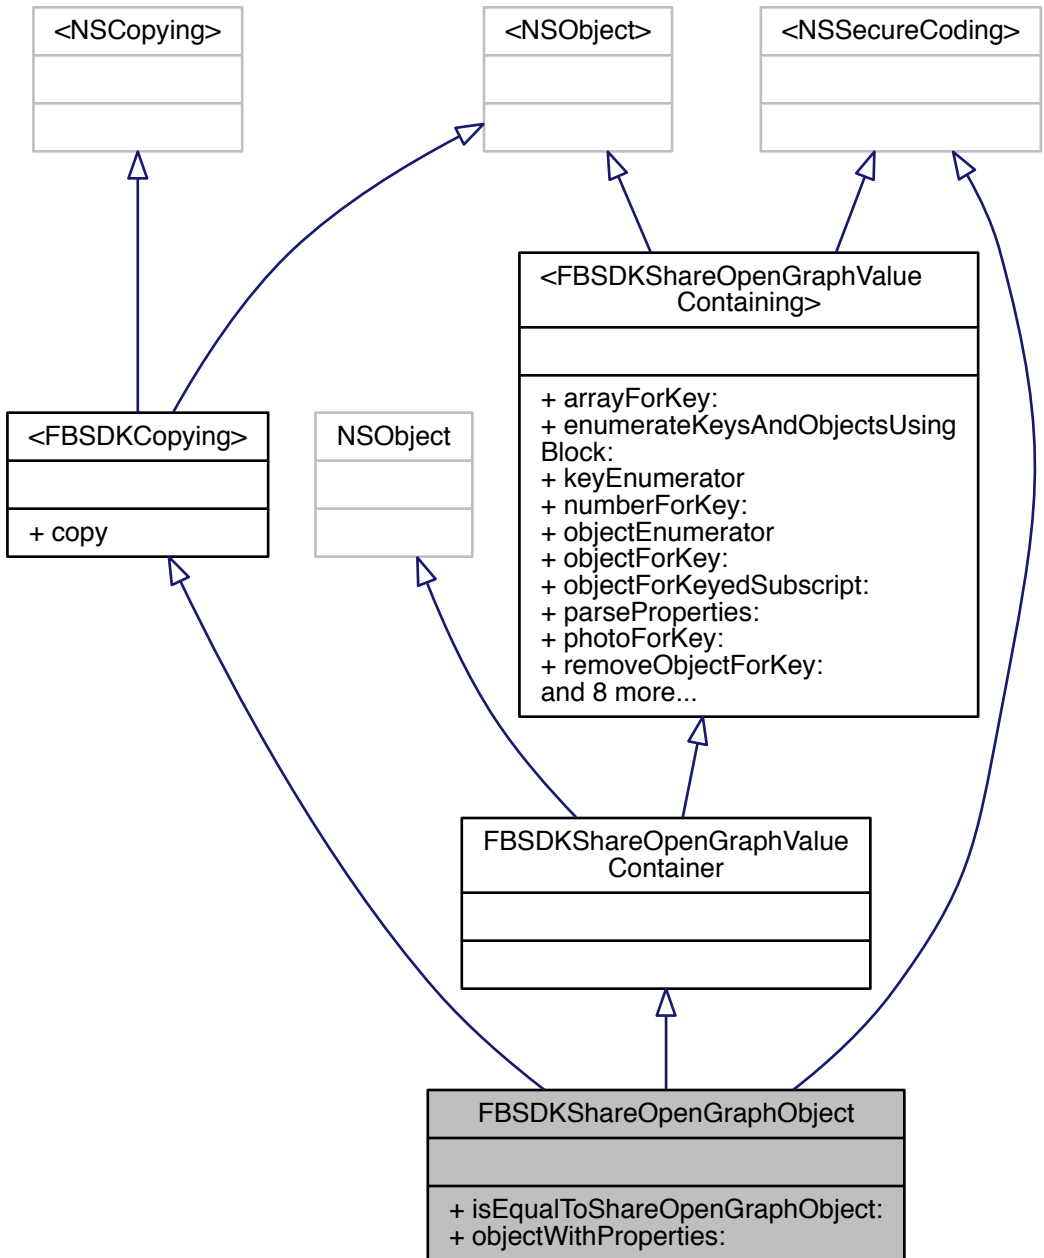 <NSCopying>
<NSObject>
<NSSecureCoding>
<FBSDKShareOpenGraphValue
Containing>
+ arrayForKey:
+ enumerateKeysAndObjectsUsing
Block:
+ keyEnumerator
+ numberForKey:
+ objectEnumerator
+ objectForKey:
+ objectForKeyedSubscript:
+ parseProperties:
+ photoForKey:
+ removeObjectForKey:
and 8 more...
<FBSDKCopying>
+ copy
NSObject
FBSDKShareOpenGraphValue
Container
FBSDKShareOpenGraphObject
+ isEqualToShareOpenGraphObject:
+ objectWithProperties: